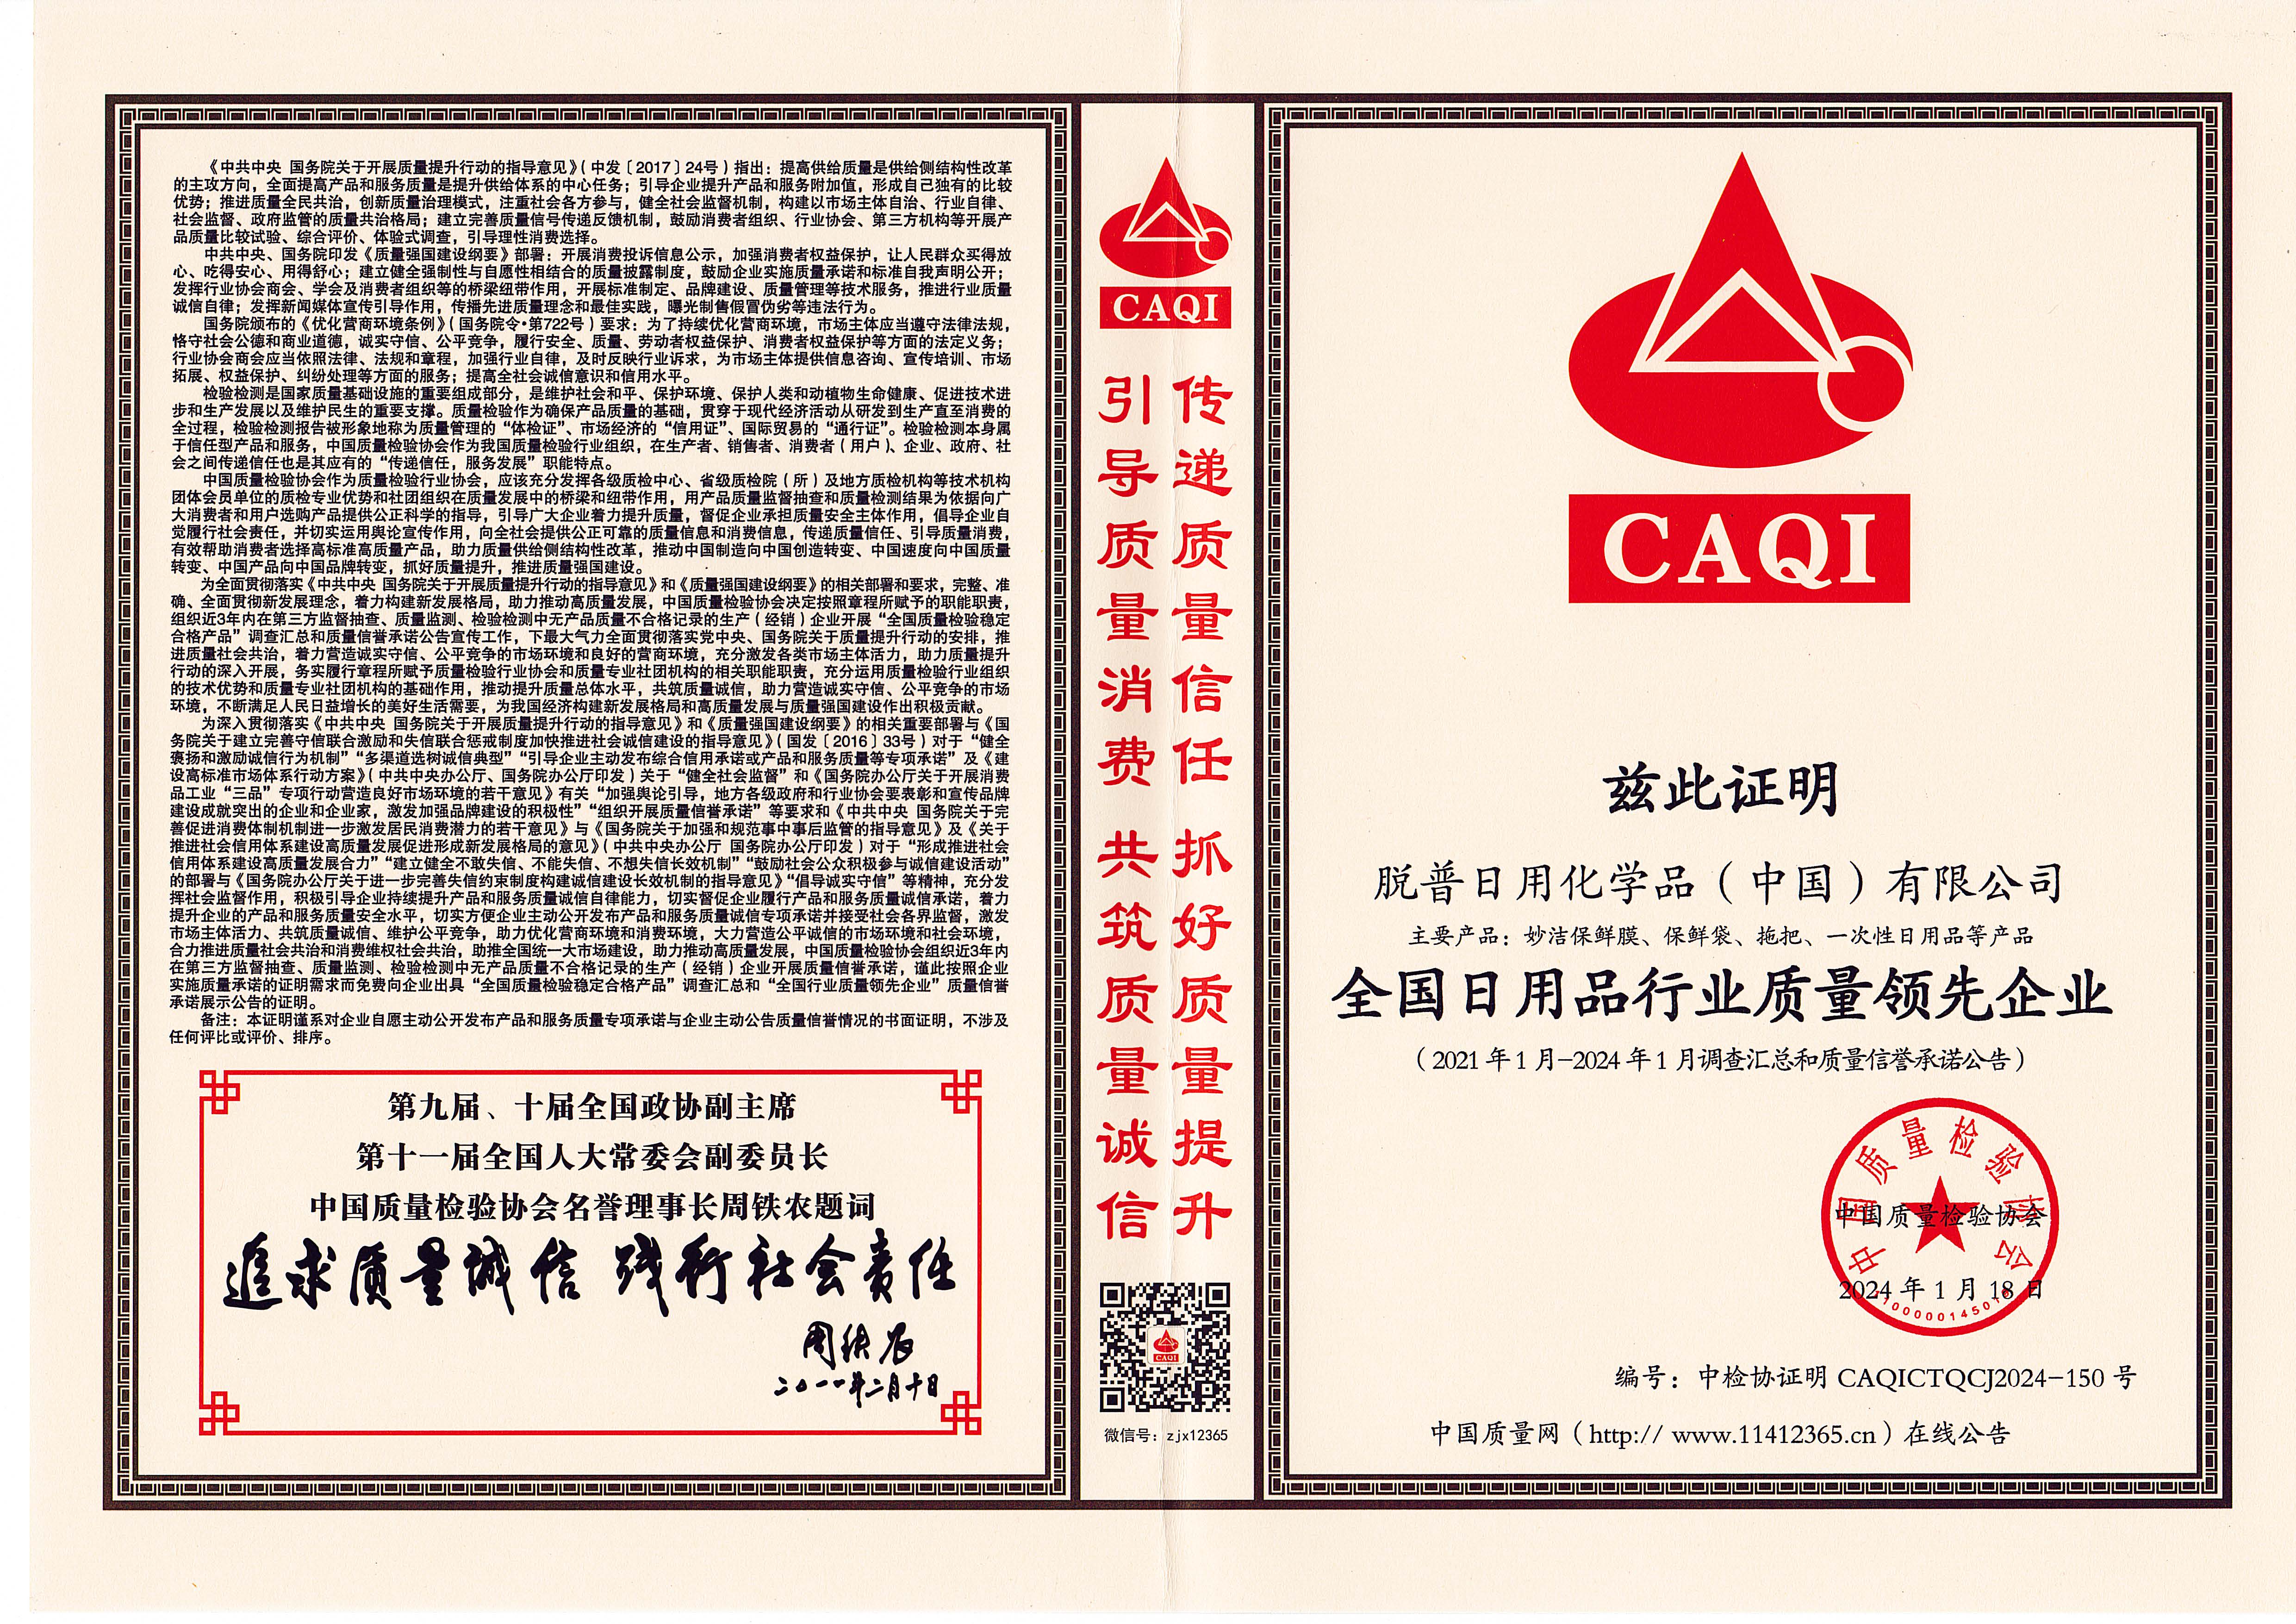 《中共中央 国务院关于开展质量提升行动的指导意见》（中发〔2017〕24号）指出：提高供给质量是供给侧结构性改革
的主攻方向，全面提高产品和服务质量是提升供给体系的中心任务；引导企业提升产品和服务附加值，形成自己独有的比较
优势；推进质量全民共治，创新质量治理模式，注重社会各方参与，健全社会监督机制，构建以市场主体自治、行业自律、
社会监督、政府监管的质量共治格局；建立完善质量信号传递反馈机制，鼓励消费者组织、行业协会、第三方机构等开展产
品质量比较试验、综合评价、体验式调查，引导理性消费选择。
中共中央、国务院印发《质量强国建设纲要》部署：开展消费投诉信息公示，加强消费者权益保护，让人民群众买得放
心、吃得安心、用得舒心；建立健全强制性与自愿性相结合的质量披露制度，鼓励企业实施质量承诺和标准自我声明公开；
发挥行业协会商会、学会及消费者组织等的桥梁纽带作用，开展标准制定、品牌建设、质量管理等技术服务，推进行业质量
诚信自律；发挥新闻媒体宣传引导作用，传播先进质量理念和最佳实践，曝光制售假冒伪劣等违法行为。
国务院颁布的《优化营商环境条例》（国务院令•第722号）要求：为了持续优化营商环境，市场主体应当遵守法律法规，
恪守社会公德和商业道德，诚实守信、公平竞争，履行安全、质量、劳动者权益保护、消费者权益保护等方面的法定义务；
行业协会商会应当依照法律、法规和章程，加强行业自律，及时反映行业诉求，为市场主体提供信息咨询、宣传培训、市场
拓展、权益保护、纠纷处理等方面的服务；提高全社会诚信意识和信用水平。
检验检测是国家质量基础设施的重要组成部分，是维护社会和平、保护环境、保护人类和动植物生命健康、促进技术进
步和生产发展以及维护民生的重要支撑。质量检验作为确保产品质量的基础，贯穿于现代经济活动从研发到生产直至消费的
全过程，检验检测报告被形象地称为质量管理的“体检证”、市场经济的“信用证”、国际贸易的“通行证”。检验检测本身属
于信任型产品和服务，中国质量检验协会作为我国质量检验行业组织，在生产者、销售者、消费者（用户）、企业、政府、社
会之间传递信任也是其应有的“传递信任，服务发展”职能特点。
中国质量检验协会作为质量检验行业协会，应该充分发挥各级质检中心、省级质检院（所）及地方质检机构等技术机构
团体会员单位的质检专业优势和社团组织在质量发展中的桥梁和纽带作用，用产品质量监督抽查和质量检测结果为依据向广
大消费者和用户选购产品提供公正科学的指导，引导广大企业着力提升质量，督促企业承担质量安全主体作用，倡导企业自
觉履行社会责任，并切实运用舆论宣传作用，向全社会提供公正可靠的质量信息和消费信息，传递质量信任、引导质量消费，
有效帮助消费者选择高标准高质量产品，助力质量供给侧结构性改革，推动中国制造向中国创造转变、中国速度向中国质量
转变、中国产品向中国品牌转变，抓好质量提升，推进质量强国建设。
为全面贯彻落实《中共中央 国务院关于开展质量提升行动的指导意见》和《质量强国建设纲要》的相关部署和要求，完整、准
确、全面贯彻新发展理念，着力构建新发展格局，助力推动高质量发展，中国质量检验协会决定按照章程所赋予的职能职责，
组织近3年内在第三方监督抽查、质量监测、检验检测中无产品质量不合格记录的生产（经销）企业开展“全国质量检验稳定
合格产品”调查汇总和质量信誉承诺公告宣传工作，下最大气力全面贯彻落实党中央、国务院关于质量提升行动的安排，推
进质量社会共治，着力营造诚实守信、公平竞争的市场环境和良好的营商环境，充分激发各类市场主体活力，助力质量提升
行动的深入开展，务实履行章程所赋予质量检验行业协会和质量专业社团机构的相关职能职责，充分运用质量检验行业组织
的技术优势和质量专业社团机构的基础作用，推动提升质量总体水平，共筑质量诚信，助力营造诚实守信、公平竞争的市场
环境，不断满足人民日益增长的美好生活需要，为我国经济构建新发展格局和高质量发展与质量强国建设作出积极贡献。
为深入贯彻落实《中共中央 国务院关于开展质量提升行动的指导意见》和《质量强国建设纲要》的相关重要部署与《国
务院关于建立完善守信联合激励和失信联合惩戒制度加快推进社会诚信建设的指导意见》（国发〔2016〕33号）对于“健全
褒扬和激励诚信行为机制”“多渠道选树诚信典型”“引导企业主动发布综合信用承诺或产品和服务质量等专项承诺”及《建
设高标准市场体系行动方案》（中共中央办公厅、国务院办公厅印发）关于“健全社会监督”和《国务院办公厅关于开展消费
品工业“三品”专项行动营造良好市场环境的若干意见》有关“加强舆论引导，地方各级政府和行业协会要表彰和宣传品牌
建设成就突出的企业和企业家，激发加强品牌建设的积极性”“组织开展质量信誉承诺”等要求和《中共中央 国务院关于完
善促进消费体制机制进一步激发居民消费潜力的若干意见》与《国务院关于加强和规范事中事后监管的指导意见》及《关于
推进社会信用体系建设高质量发展促进形成新发展格局的意见》（中共中央办公厅 国务院办公厅印发）对于“形成推进社会
信用体系建设高质量发展合力”“建立健全不敢失信、不能失信、不想失信长效机制”“鼓励社会公众积极参与诚信建设活动”
的部署与《国务院办公厅关于进一步完善失信约束制度构建诚信建设长效机制的指导意见》“倡导诚实守信”等精神，充分发
挥社会监督作用，积极引导企业持续提升产品和服务质量诚信自律能力，切实督促企业履行产品和服务质量诚信承诺，着力
提升企业的产品和服务质量安全水平，切实方便企业主动公开发布产品和服务质量诚信专项承诺并接受社会各界监督，激发
市场主体活力、共筑质量诚信、维护公平竞争，助力优化营商环境和消费环境，大力营造公平诚信的市场环境和社会环境，
合力推进质量社会共治和消费维权社会共治，助推全国统一大市场建设，助力推动高质量发展，中国质量检验协会组织近3年内
在第三方监督抽查、质量监测、检验检测中无产品质量不合格记录的生产（经销）企业开展质量信誉承诺，谨此按照企业
实施质量承诺的证明需求而免费向企业出具“全国质量检验稳定合格产品”调查汇总和“全国行业质量领先企业”质量信誉
承诺展示公告的证明。
备注：本证明谨系对企业自愿主动公开发布产品和服务质量专项承诺与企业主动公告质量信誉情况的书面证明，不涉及
任何评比或评价、排序。
第九届、十届全国政协副主席
第十一届全国人大常委会副委员长
中国质量检验协会名誉理事长周铁农题词
追求质量诚信 践行社会责任
周铁农
二〇一一年二月十日
CAQI
传递质量信任 抓好质量提升
引导质量消费 共筑质量诚信
CAQI
微信号：zjx12365
CAQI
兹此证明
脱普日用化学品（中国）有限公司
主要产品：妙洁保鲜膜、保鲜袋、拖把、一次性日用品等产品
全国日用品行业质量领先企业
（2021年1月-2024年1月调查汇总和质量信誉承诺公告）
中国质量检验协会
中国质量检验协会
2024 年 1 月 18 日
编号：中检协证明 CAQICTQCJ2024-150 号
中国质量网（http:// www.11412365.cn）在线公告